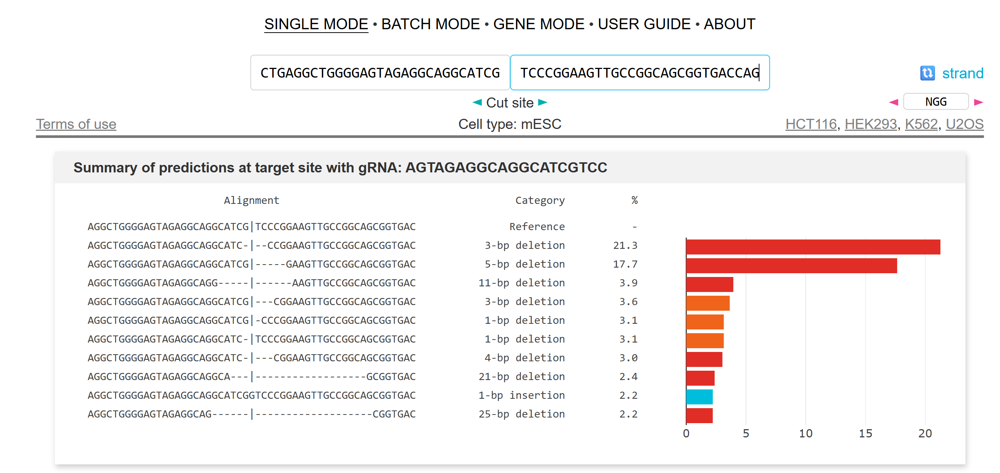 SINGLE MODE • BATCH MODE • GENE MODE • USER GUIDE • ABOUT
CTGAGGCTGGGGAGTAGAGGCAGGCATCG TCCCGGAAGTTGCCGGCAGCGGTGACCAG
strand
◄ Cut site ►
◄ NGG ►
Terms of use
Cell type: mESC
HCT116, HEK293, K562, U2OS
Summary of predictions at target site with gRNA: AGTAGAGGCAGGCATCGTCC
Alignment Category %
AGGCTGGGGAGTAGAGGCAGGCATCG|TCCCGGAAGTTGCCGGCAGCGGTGAC Reference -
AGGCTGGGGAGTAGAGGCAGGCATC-|--CCGGAAGTTGCCGGCAGCGGTGAC 3-bp deletion 21.3
AGGCTGGGGAGTAGAGGCAGGCATCG|-----GAAGTTGCCGGCAGCGGTGAC 5-bp deletion 17.7
AGGCTGGGGAGTAGAGGCAGG-----|------AAGTTGCCGGCAGCGGTGAC 11-bp deletion 3.9
AGGCTGGGGAGTAGAGGCAGGCATCG|---CGGAAGTTGCCGGCAGCGGTGAC 3-bp deletion 3.6
AGGCTGGGGAGTAGAGGCAGGCATCG|-CCCGGAAGTTGCCGGCAGCGGTGAC 1-bp deletion 3.1
AGGCTGGGGAGTAGAGGCAGGCATC-|TCCCGGAAGTTGCCGGCAGCGGTGAC 1-bp deletion 3.1
AGGCTGGGGAGTAGAGGCAGGCATC-|---CGGAAGTTGCCGGCAGCGGTGAC 4-bp deletion 3.0
AGGCTGGGGAGTAGAGGCAGGCA---|------------------GCGGTGAC 21-bp deletion 2.4
AGGCTGGGGAGTAGAGGCAGGCATCGGTCCCGGAAGTTGCCGGCAGCGGTGAC 1-bp insertion 2.2
AGGCTGGGGAGTAGAGGCAG------|-------------------CGGTGAC 25-bp deletion 2.2
0 5 10 15 20